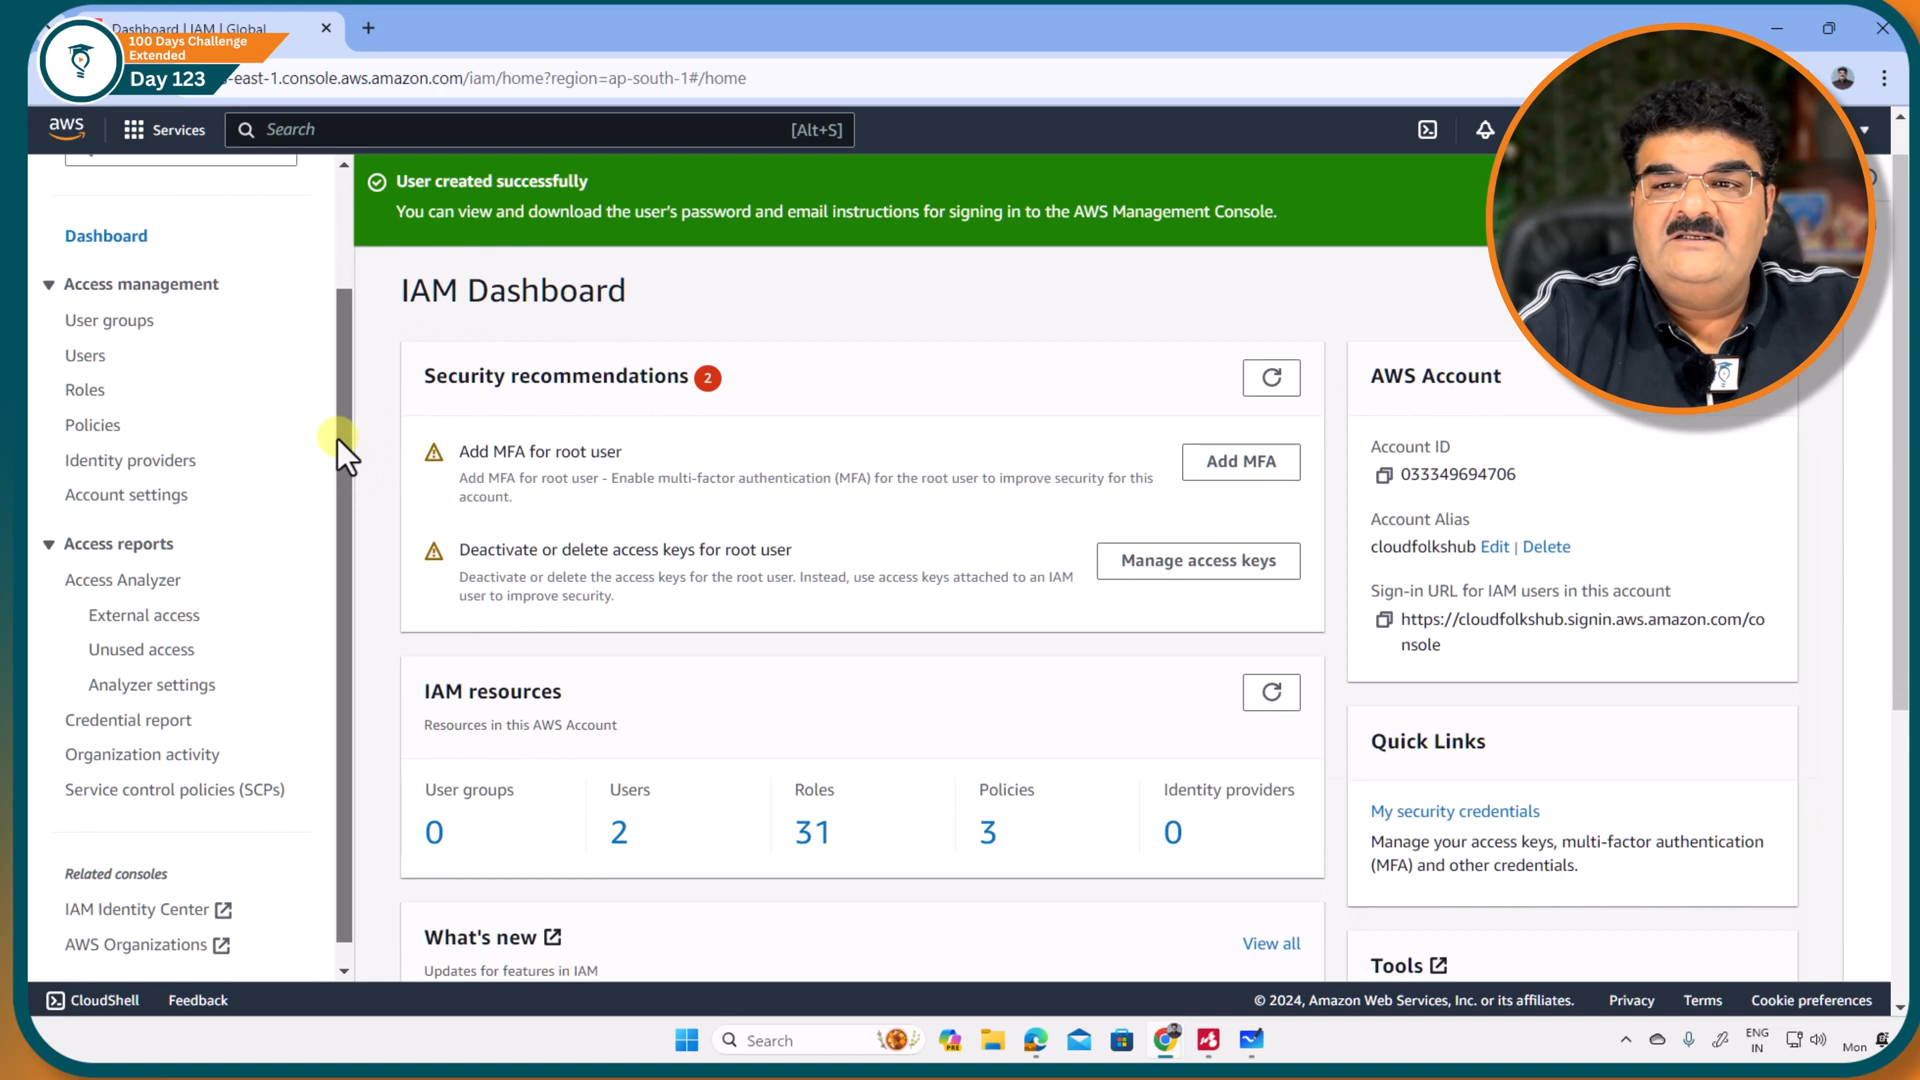 Dashboard | IAM | Global
100 Days Challenge
Extended
Day 123
-east-1.console.aws.amazon.com/iam/home?region=ap-south-1#/home
aws
Services
Search
[Alt+S]
User created successfully
You can view and download the user's password and email instructions for signing in to the AWS Management Console.
Dashboard
Access management
User groups
Users
Roles
Policies
Identity providers
Account settings
Access reports
Access Analyzer
External access
Unused access
Analyzer settings
Credential report
Organization activity
Service control policies (SCPs)
Related consoles
IAM Identity Center
AWS Organizations
IAM Dashboard
Security recommendations 2
Add MFA for root user
Add MFA for root user - Enable multi-factor authentication (MFA) for the root user to improve security for this
account.
Add MFA
Deactivate or delete access keys for root user
Deactivate or delete the access keys for the root user. Instead, use access keys attached to an IAM
user to improve security.
Manage access keys
IAM resources
Resources in this AWS Account
User groups
Users
Roles
Policies
Identity providers
0
2
31
3
0
What's new
View all
Updates for features in IAM
AWS Account
Account ID
033349694706
Account Alias
cloudfolkshub Edit | Delete
Sign-in URL for IAM users in this account
https://cloudfolkshub.signin.aws.amazon.com/co
nsole
Quick Links
My security credentials
Manage your access keys, multi-factor authentication
(MFA) and other credentials.
Tools
CloudShell
Feedback
© 2024, Amazon Web Services, Inc. or its affiliates.
Privacy
Terms
Cookie preferences
Search
PRE
ENG
IN
Mon